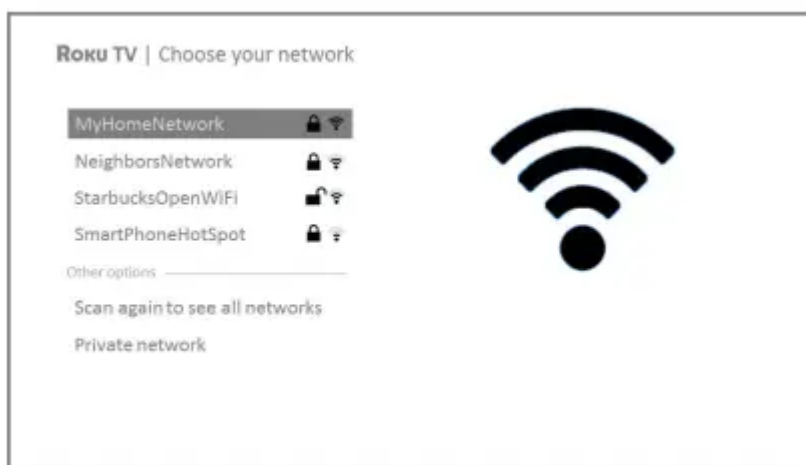 ROKU TV | Choose your network
MyHomeNetwork
NeighborsNetwork
StarbucksOpenWiFi
SmartPhoneHotSpot
Other options
Scan again to see all networks
Private network